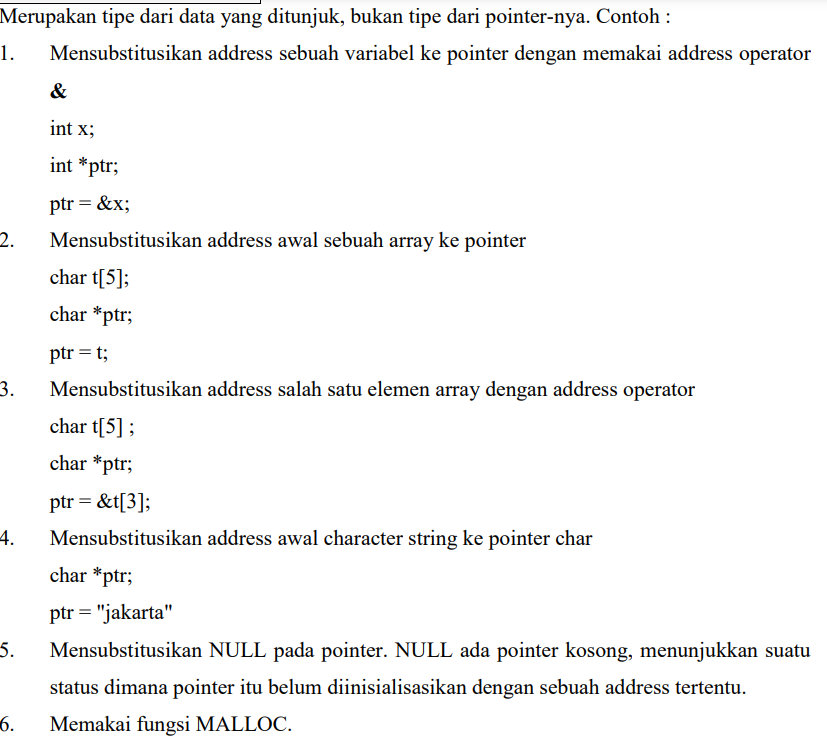 Merupakan tipe dari data yang ditunjuk, bukan tipe dari pointer-nya. Contoh :
1. Mensubstitusikan address sebuah variabel ke pointer dengan memakai address operator
&
int x;
int *ptr;
ptr = &x;
2. Mensubstitusikan address awal sebuah array ke pointer
char t[5];
char *ptr;
ptr = t;
3. Mensubstitusikan address salah satu elemen array dengan address operator
char t[5] ;
char *ptr;
ptr = &t[3];
4. Mensubstitusikan address awal character string ke pointer char
char *ptr;
ptr = "jakarta"
5. Mensubstitusikan NULL pada pointer. NULL ada pointer kosong, menunjukkan suatu
status dimana pointer itu belum diinisialisasikan dengan sebuah address tertentu.
6. Memakai fungsi MALLOC.